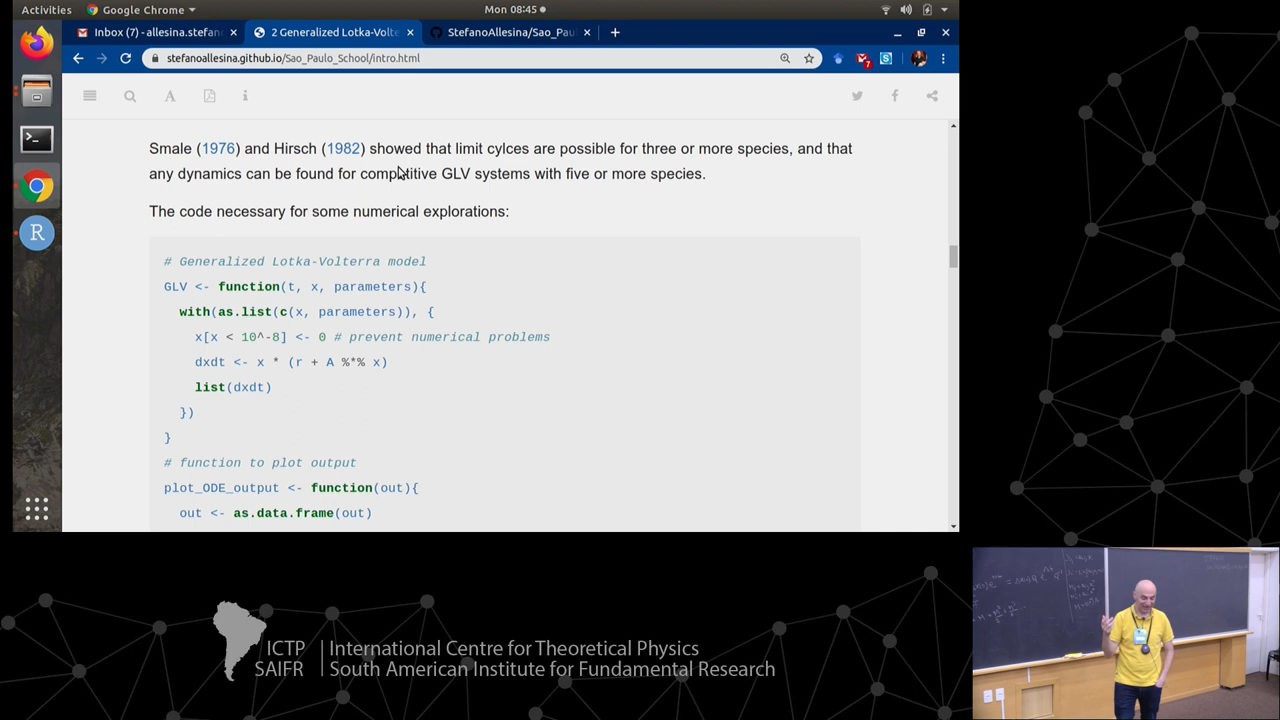 Activities
Google Chrome
Mon 08:45
Inbox (7) - allesina.stefan
2 Generalized Lotka-Volte
StefanoAllesina/Sao_Pau
stefanoallesina.github.io/Sao_Paulo_School/intro.html
7
Smale (1976) and Hirsch (1982) showed that limit cylces are possible for three or more species, and that
any dynamics can be found for competitive GLV systems with five or more species.
The code necessary for some numerical explorations:
# Generalized Lotka-Volterra model
GLV <- function(t, x, parameters){
with(as.list(c(x, parameters)), {
x[x < 10^-8] <- 0 # prevent numerical problems
dxdt <- x * (r + A %*% x)
list(dxdt)
})
}
# function to plot output
plot_ODE_output <- function(out){
out <- as.data.frame(out)
ICTP
SAIFR
International Centre for Theoretical Physics
South American Institute for Fundamental Research